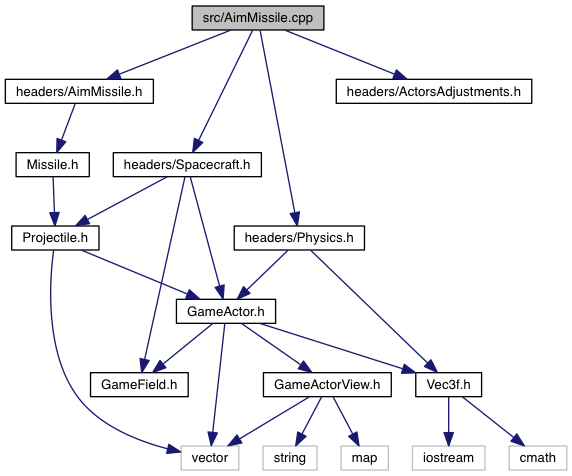 src/AimMissile.cpp
headers/AimMissile.h
headers/ActorsAdjustments.h
Missile.h
headers/Spacecraft.h
Projectile.h
headers/Physics.h
GameActor.h
GameField.h
GameActorView.h
Vec3f.h
vector
string
map
iostream
cmath